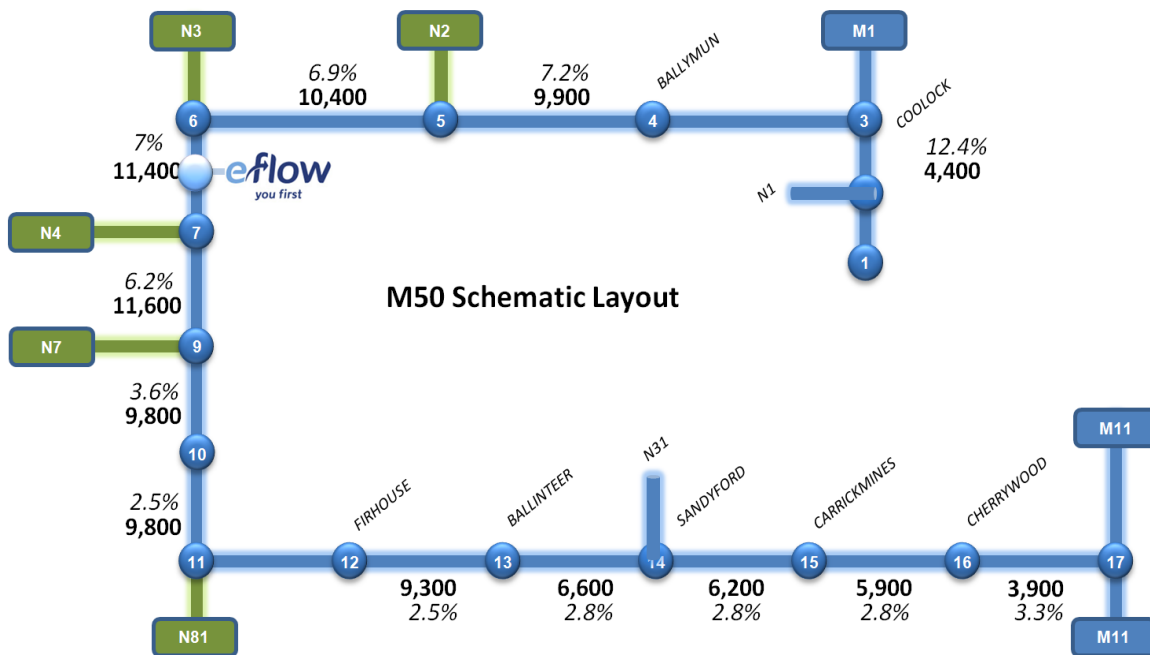 N3
N2
M1
6.9%
10,400
7.2%
9,900
BALLYMUN
COOLOCK
6
5
4
3
7%
11,400
eflow
you first
12.4%
4,400
N1
N4
7
1
6.2%
11,600
M50 Schematic Layout
N7
9
3.6%
9,800
10
M11
N31
2.5%
9,800
FIRHOUSE
BALLINTEER
SANDYFORD
CARRICKMINES
CHERRYWOOD
11
12
13
14
15
16
17
9,300
2.5%
6,600
2.8%
6,200
2.8%
5,900
2.8%
3,900
3.3%
N81
M11